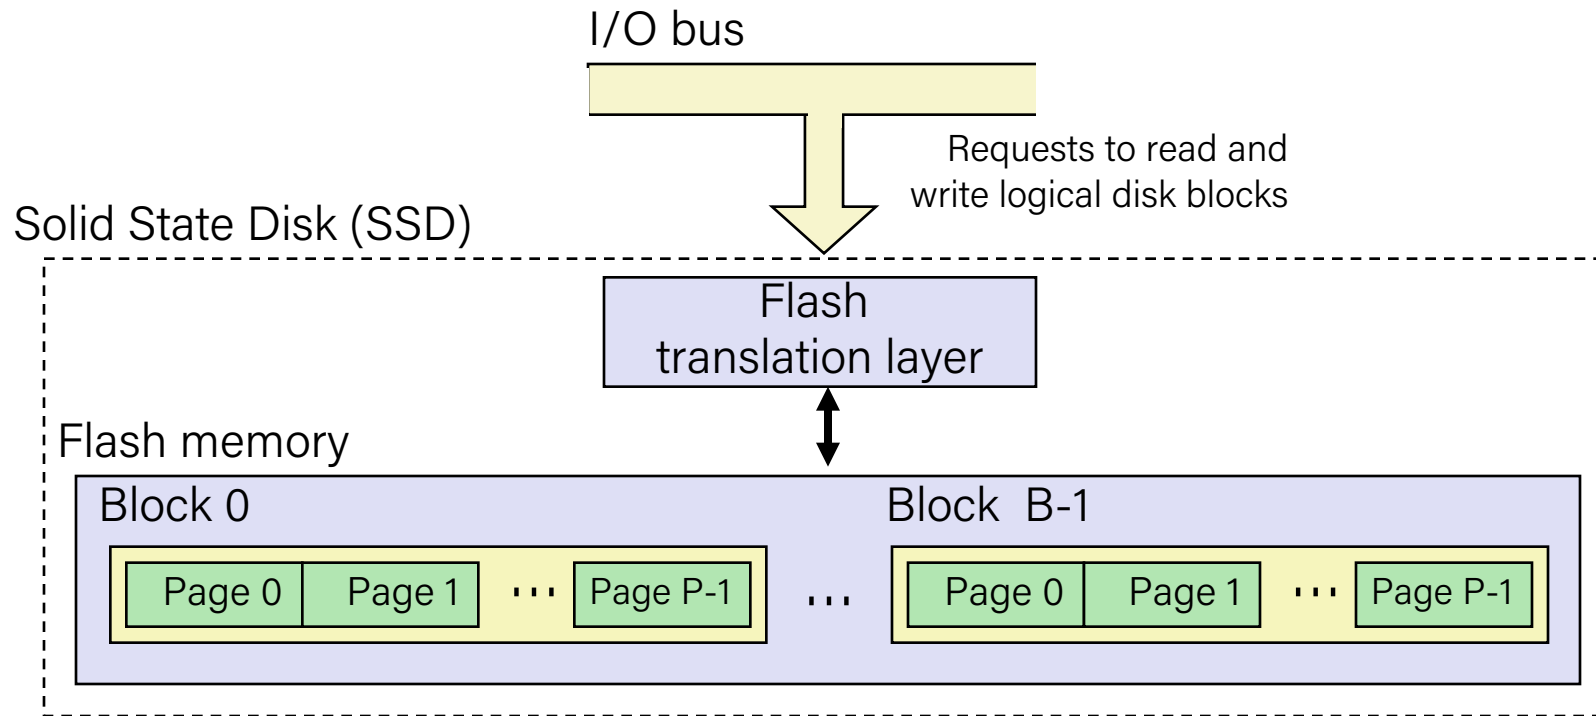 I/O bus
Requests to read and
write logical disk blocks
Solid State Disk (SSD)
Flash
translation layer
Flash memory
Block 0
Block B-1
Page 0
Page 1
...
Page P-1
...
Page 0
Page 1
...
Page P-1